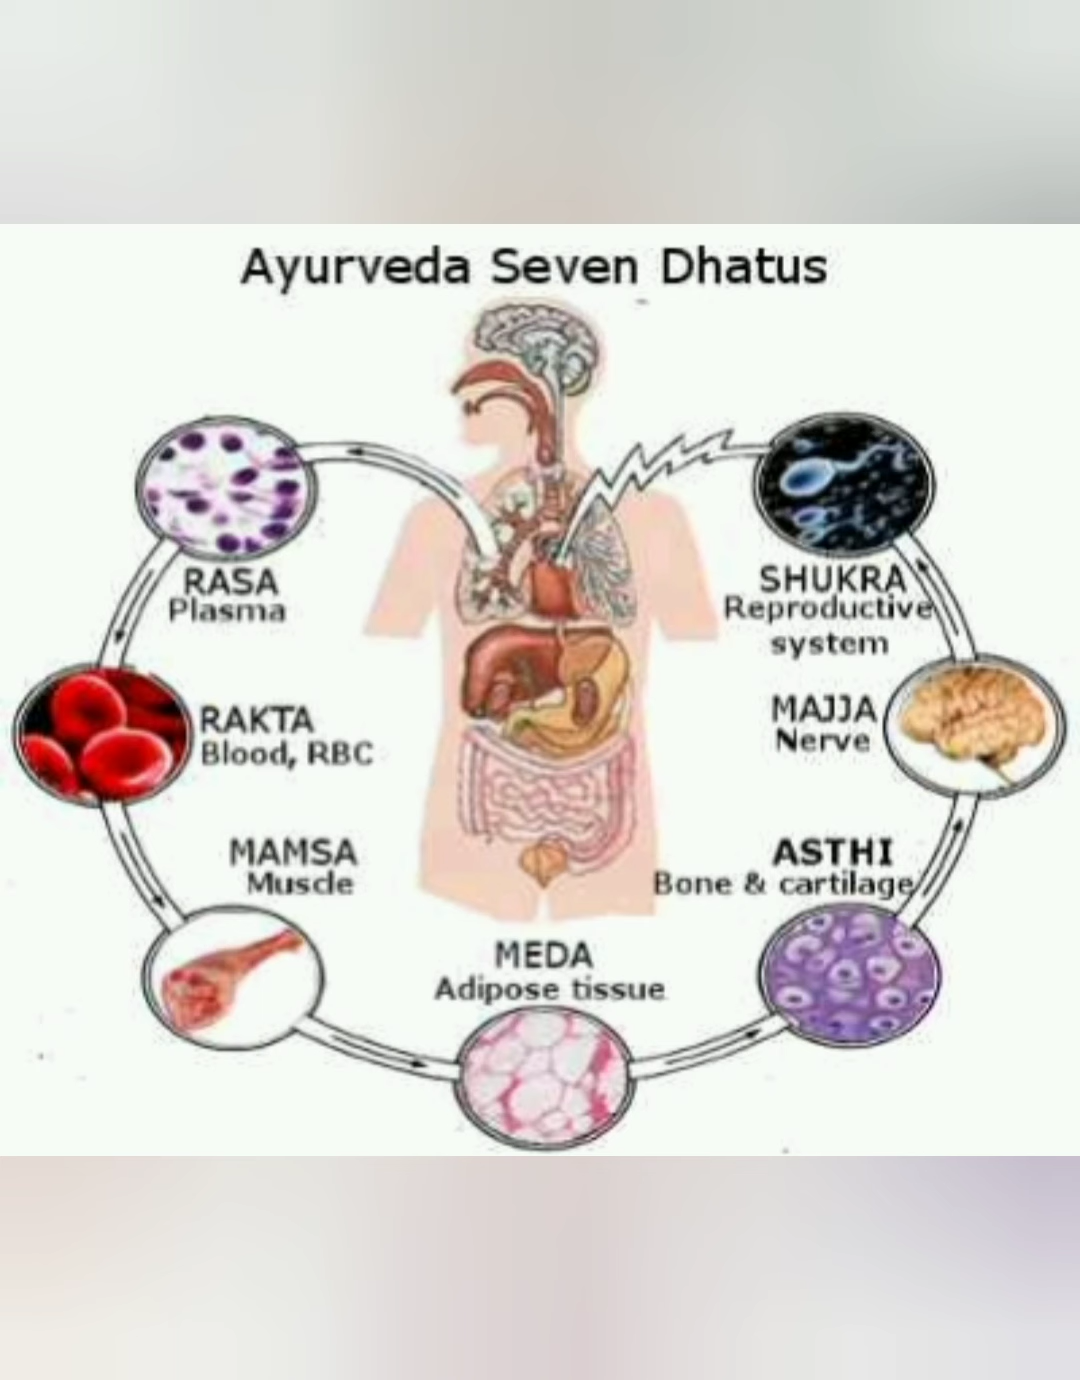 Ayurveda Seven Dhatus
RASA
Plasma
RAKTA
Blood, RBC
MAMSA
Muscle
MEDA
Adipose tissue
ASTHI
Bone & cartilage
MAJJA
Nerve
SHUKRA
Reproductive
system